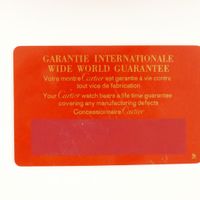 GARANTIE INTERNATIONALE
WIDE WORLD GUARANTEE
Votre montre Cartier est garantie à vie contre
tout vice de fabrication
Your Cartier watch bears a life time guarantee
covering any manufacturing defects
Concessionnaire Cartier